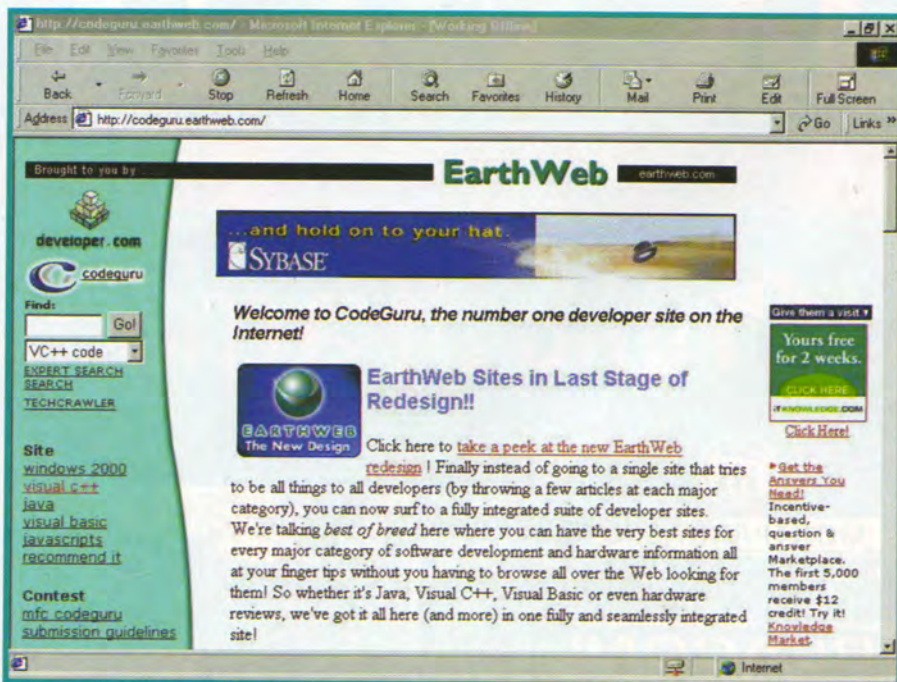 http://codeguru.earthweb.com/ - Microsoft Internet Explorer - [Working Offline]
File Edit View Favorites Tools Help
Back Forward Stop Refresh Home Search Favorites History Mail Print Edit Full Screen
Address http://codeguru.earthweb.com/ Go Links »
Brought to you by
EarthWeb earthweb.com
developer.com
codeguru
Find:
Go!
VC++ code
EXPERT SEARCH
SEARCH
TECHCRAWLER
Site
windows 2000
visual c++
java
visual basic
javascripts
recommend it
Contest
mfc codeguru
submission guidelines
...and hold on to your hat.
SYBASE
Welcome to CodeGuru, the number one developer site on the
Internet!
EARTHWEB
The New Design
EarthWeb Sites in Last Stage of
Redesign!!
Click here to take a peek at the new EarthWeb
redesign ! Finally instead of going to a single site that tries
to be all things to all developers (by throwing a few articles at each major
category), you can now surf to a fully integrated suite of developer sites.
We're talking best of breed here where you can have the very best sites for
every major category of software development and hardware information all
at your finger tips without you having to browse all over the Web looking for
them! So whether it's Java, Visual C++, Visual Basic or even hardware
reviews, we've got it all here (and more) in one fully and seamlessly integrated
site!
Give them a visit
Yours free
for 2 weeks.
CLICK HERE
ITKNOWLEDGE.COM
Click Here!
Get the
Answers You
Need!
Incentive-
based,
question &
answer
Marketplace.
The first 5,000
members
receive $12
credit! Try it!
Knowledge
Market.
Internet